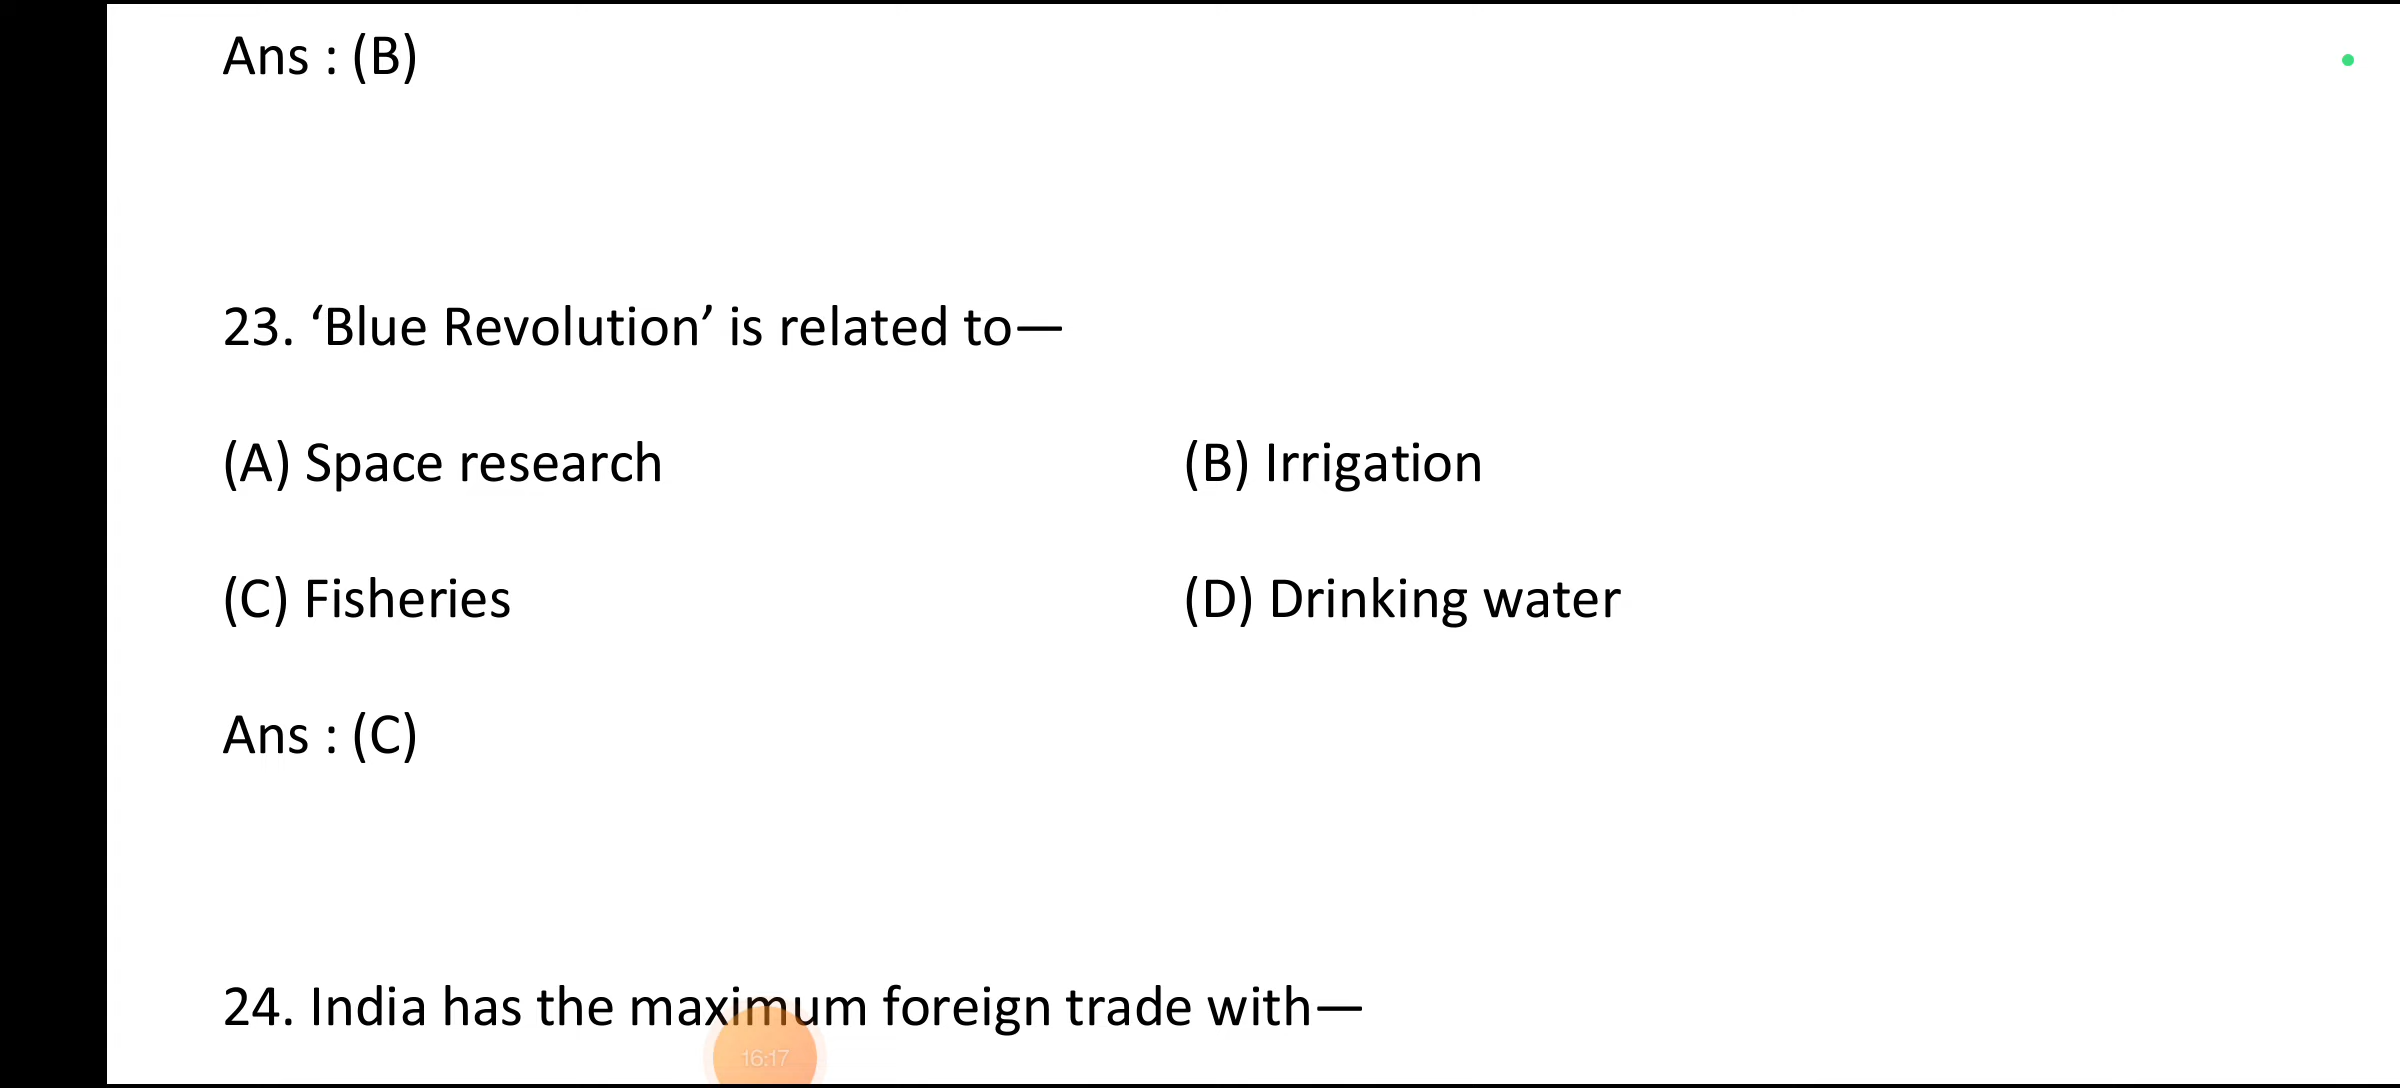 Ans : (B)
23. ‘Blue Revolution’ is related to—
(A) Space research (B) Irrigation
(C) Fisheries (D) Drinking water
Ans : (C)
24. India has the maximum foreign trade with—
16:17